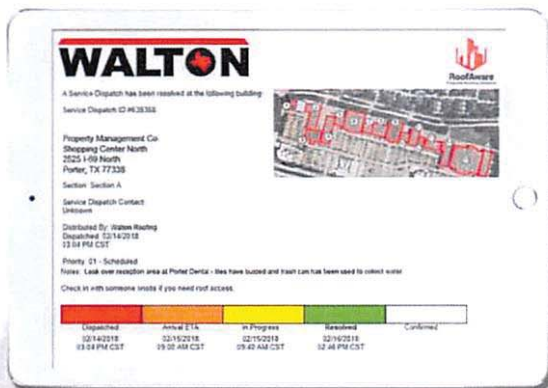 WALTON
RoofAware
A Service Dispatch has been resolved at the following building:
Service Dispatch ID #638388
Property Management Co
Shopping Center North
2525 I-69 North
Porter, TX 77338
Section: Section A
Service Dispatch Contact
Unknown
Distributed By: Walton Roofing
Dispatched: 02/14/2018
03:04 PM CST
Priority: 01 - Scheduled
Notes: Leak over reception area at Porter Dental - tiles have busted and trash can has been used to collect water
Check in with someone onsite if you need roof access.
Dispatched Arrival ETA In Progress Resolved Confirmed
02/14/2018 02/15/2018 02/15/2018 02/16/2018
03:04 PM CST 09:00 AM CST 09:42 AM CST 02:46 PM CST